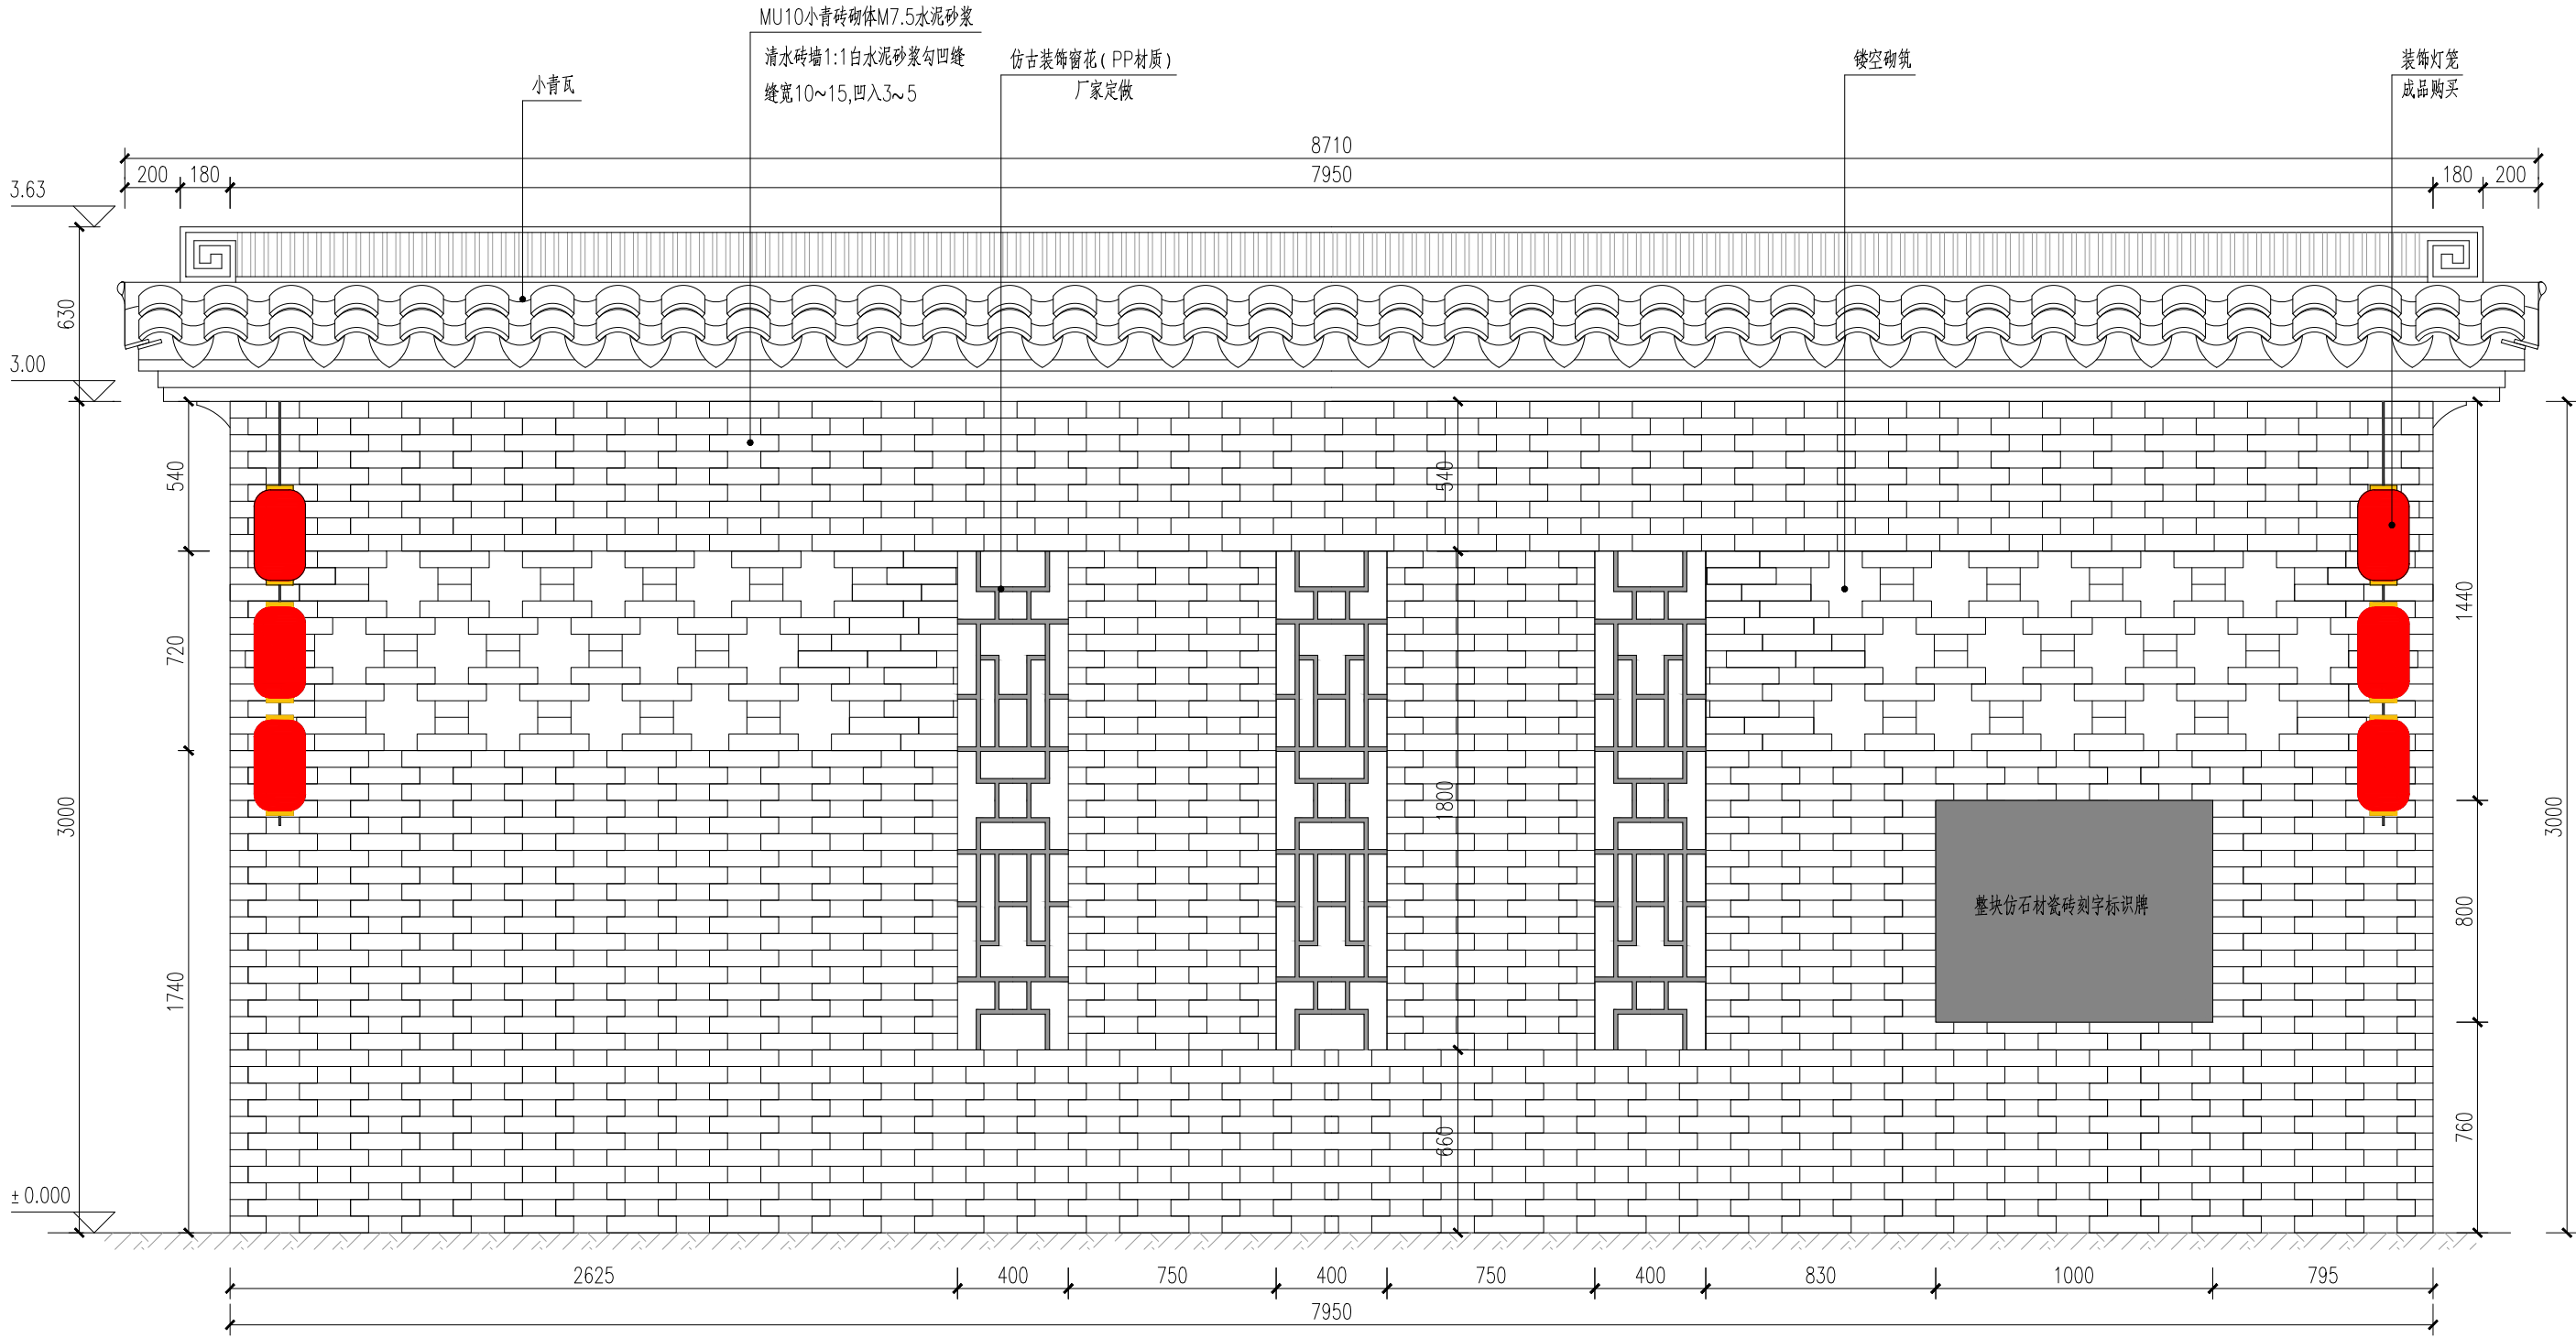 MU10小青砖砌体M7.5水泥砂浆
清水砖墙1:1白水泥砂浆勾凹缝
缝宽10~15,凹入3~5
小青瓦
仿古装饰窗花(PP材质)
厂家定做
镂空砌筑
装饰灯笼
成品购买
8710
200 180 7950 180 200
3.63
630
3.00
540
540
720
1440
3000
1800
3000
1740
800
整块仿石材瓷砖刻字标识牌
660
760
±0.000
2625 400 750 400 750 400 830 1000 795
7950